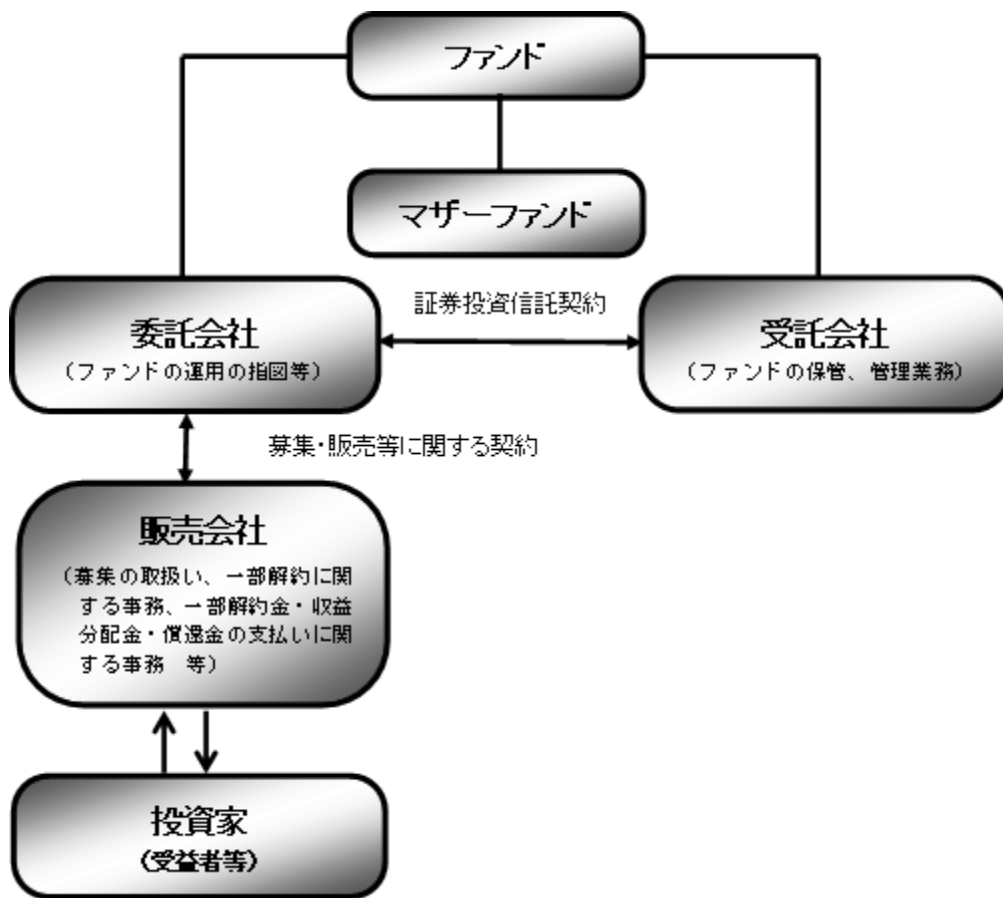 ファンド
マザーファンド
証券投資信託契約
委託会社
（ファンドの運用の指図等）
受託会社
（ファンドの保管、管理業務）
募集・販売等に関する契約
販売会社
（募集の取扱い、一部解約に関
する事務、一部解約金・収益
分配金・償還金の支払いに関
する事務　等）
投資家
（受益者等）